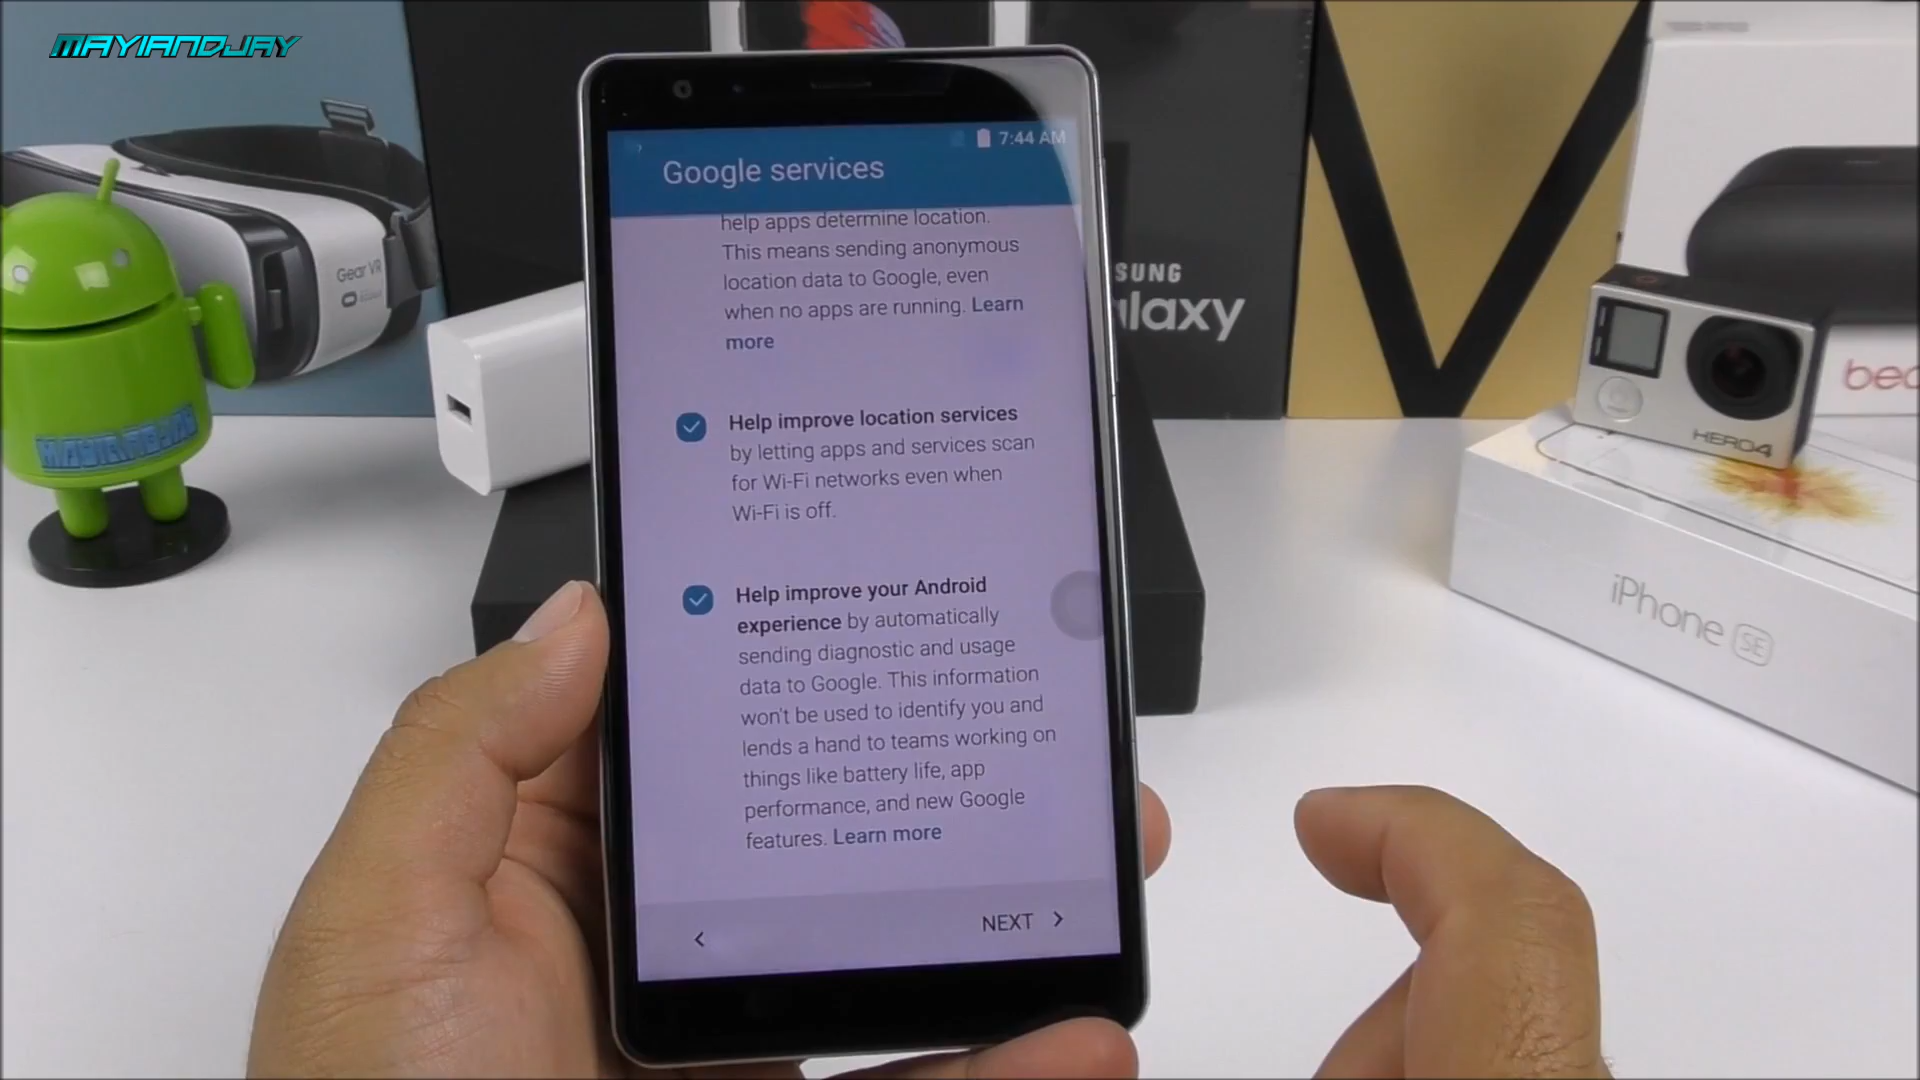 MAYIANDJAY
7:44 AM
Google services
help apps determine location.
This means sending anonymous
location data to Google, even
when no apps are running. Learn
more
Help improve location services
by letting apps and services scan
for Wi-Fi networks even when
Wi-Fi is off.
Help improve your Android
experience by automatically
sending diagnostic and usage
data to Google. This information
won't be used to identify you and
lends a hand to teams working on
things like battery life, app
performance, and new Google
features. Learn more
NEXT
Gear VR
SUNG
laxy
HERO4
bea
iPhone SE